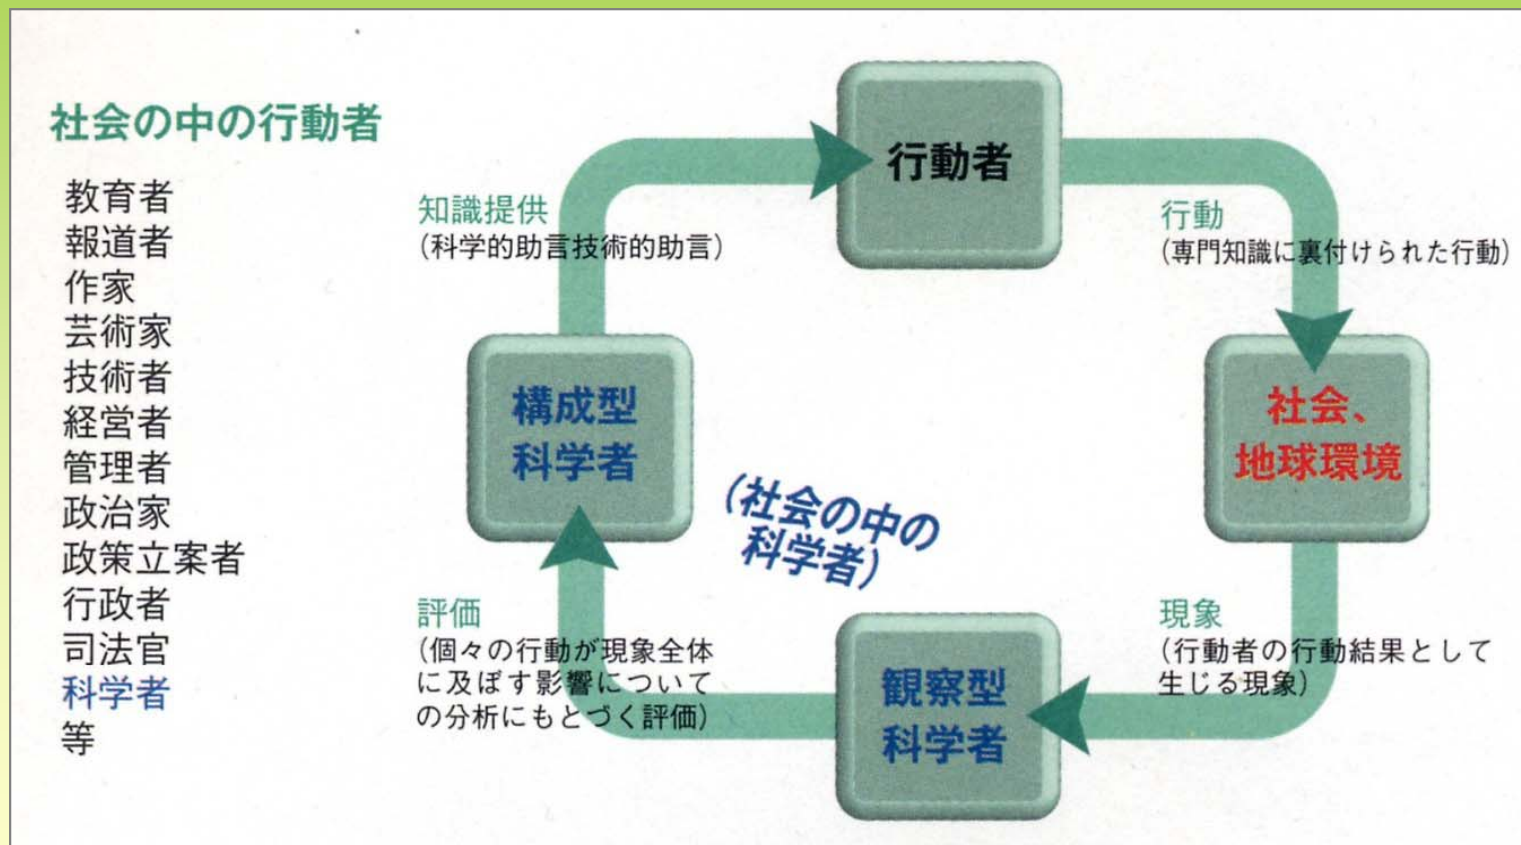 社会の中の行動者
教育者
報道者
作家
芸術家
技術者
経営者
管理者
政治家
政策立案者
行政者
司法官
科学者
等
行動者
知識提供
(科学的助言技術的助言)
行動
(専門知識に裏付けられた行動)
構成型
科学者
社会、
地球環境
(社会の中の
科学者)
評価
(個々の行動が現象全体
に及ぼす影響について
の分析にもとづく評価)
現象
(行動者の行動結果として
生じる現象)
観察型
科学者